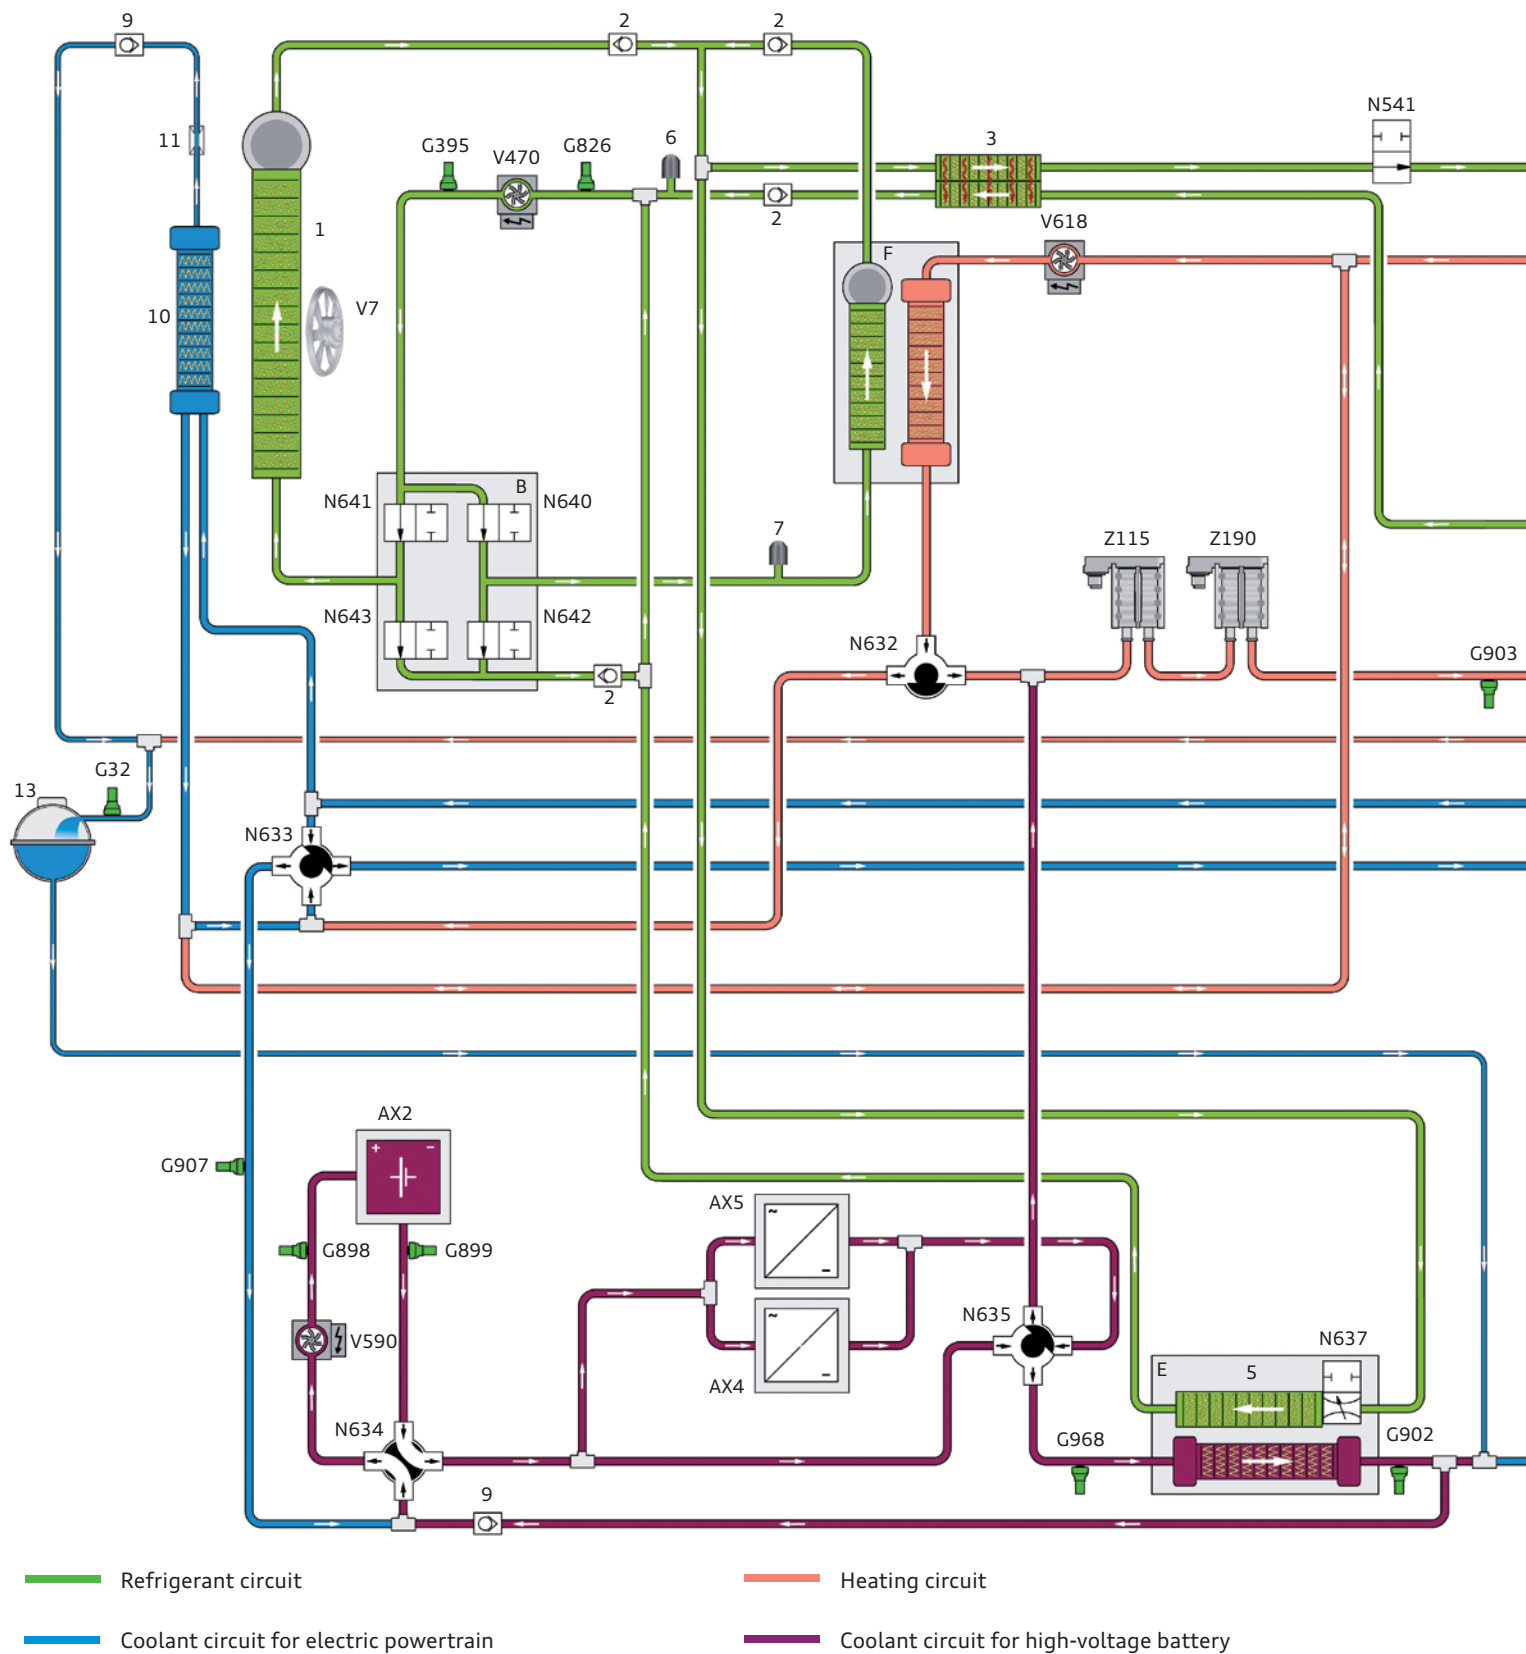 9
2
2
N541
11
G395
V470
G826
6
3
2
V618
1
F
10
V7
B
N641
N640
7
Z115
Z190
N643
N642
N632
G903
2
G32
13
N633
AX2
G907
AX5
G898
G899
N635
V590
N637
E
5
AX4
N634
G968
G902
9
Refrigerant circuit
Heating circuit
Coolant circuit for electric powertrain
Coolant circuit for high-voltage battery